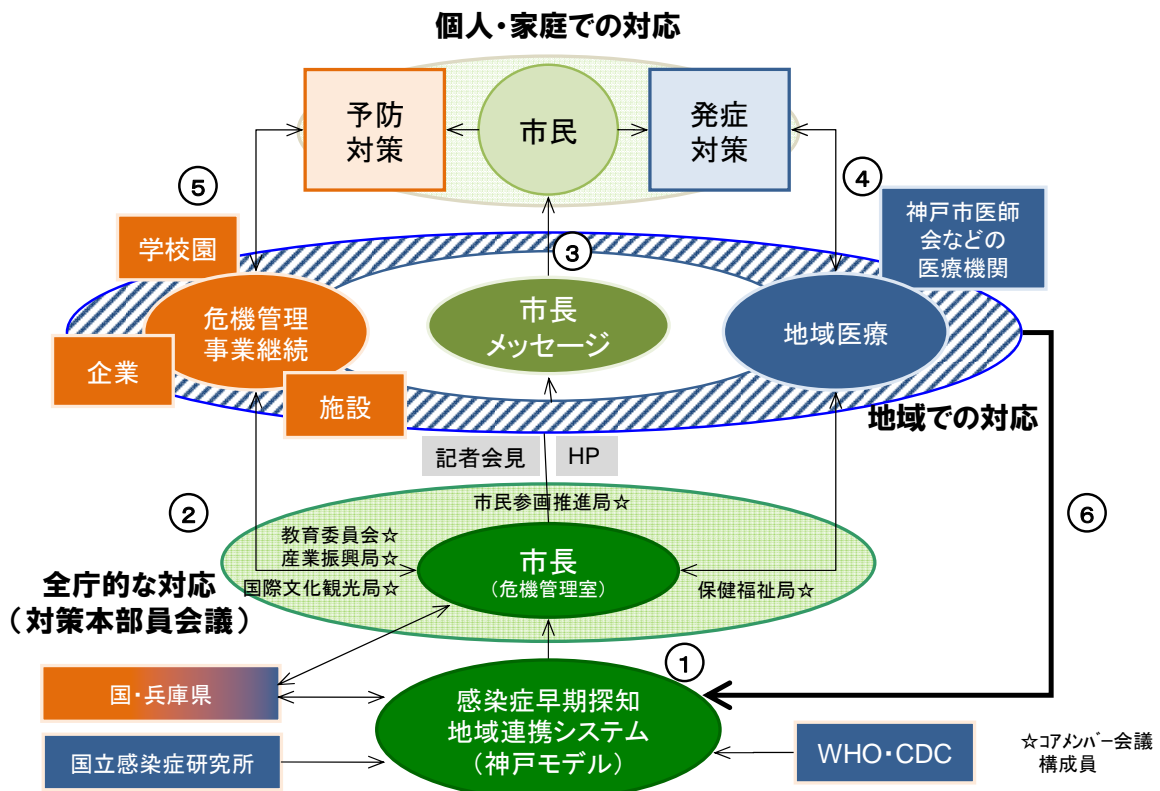 個人・家庭での対応
予防
対策
市民
発症
対策
⑤
④
学校園
神戸市医師
会などの
医療機関
③
危機管理
事業継続
市長
メッセージ
地域医療
企業
施設
地域での対応
記者会見
HP
②
市民参画推進局☆
⑥
教育委員会☆
産業振興局☆
国際文化観光局☆
市長
(危機管理室)
保健福祉局☆
全庁的な対応
(対策本部員会議)
①
国・兵庫県
感染症早期探知
地域連携システム
(神戸モデル)
国立感染症研究所
WHO・CDC
☆コアメンバー会議
構成員